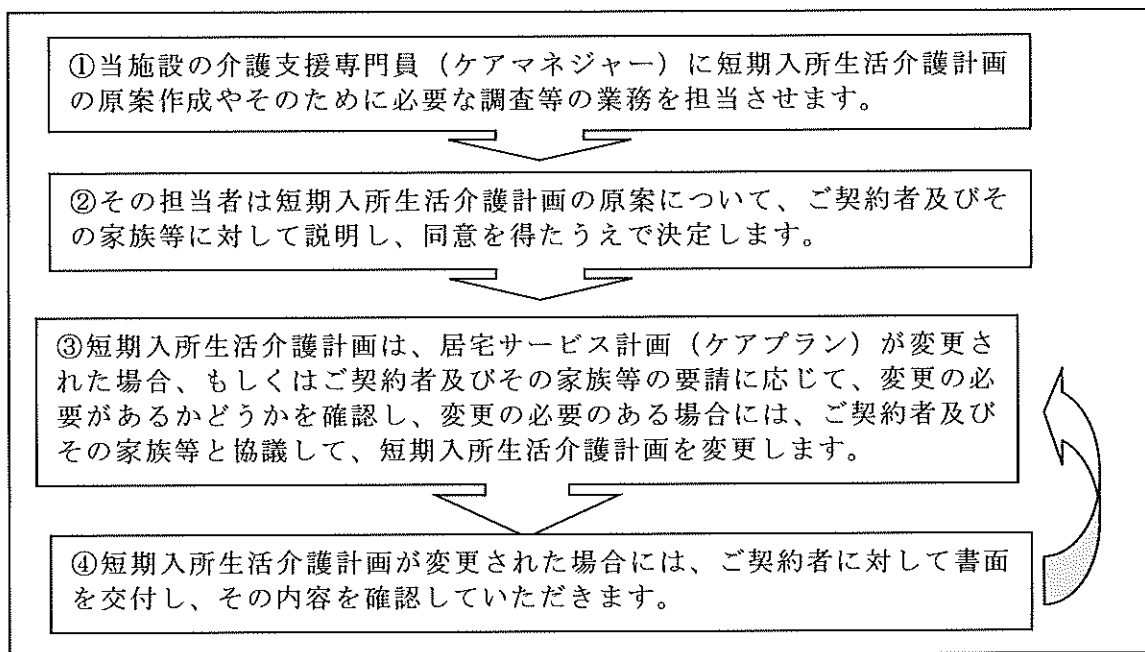 ①当施設の介護支援専門員（ケアマネジャー）に短期入所生活介護計画
の原案作成やそのために必要な調査等の業務を担当させます。
②その担当者は短期入所生活介護計画の原案について、ご契約者及びそ
の家族等に対して説明し、同意を得たうえで決定します。
③短期入所生活介護計画は、居宅サービス計画（ケアプラン）が変更さ
れた場合、もしくはご契約者及びその家族等の要請に応じて、変更の必
要があるかどうかを確認し、変更の必要のある場合には、ご契約者及び
その家族等と協議して、短期入所生活介護計画を変更します。
④短期入所生活介護計画が変更された場合には、ご契約者に対して書面
を交付し、その内容を確認していただきます。